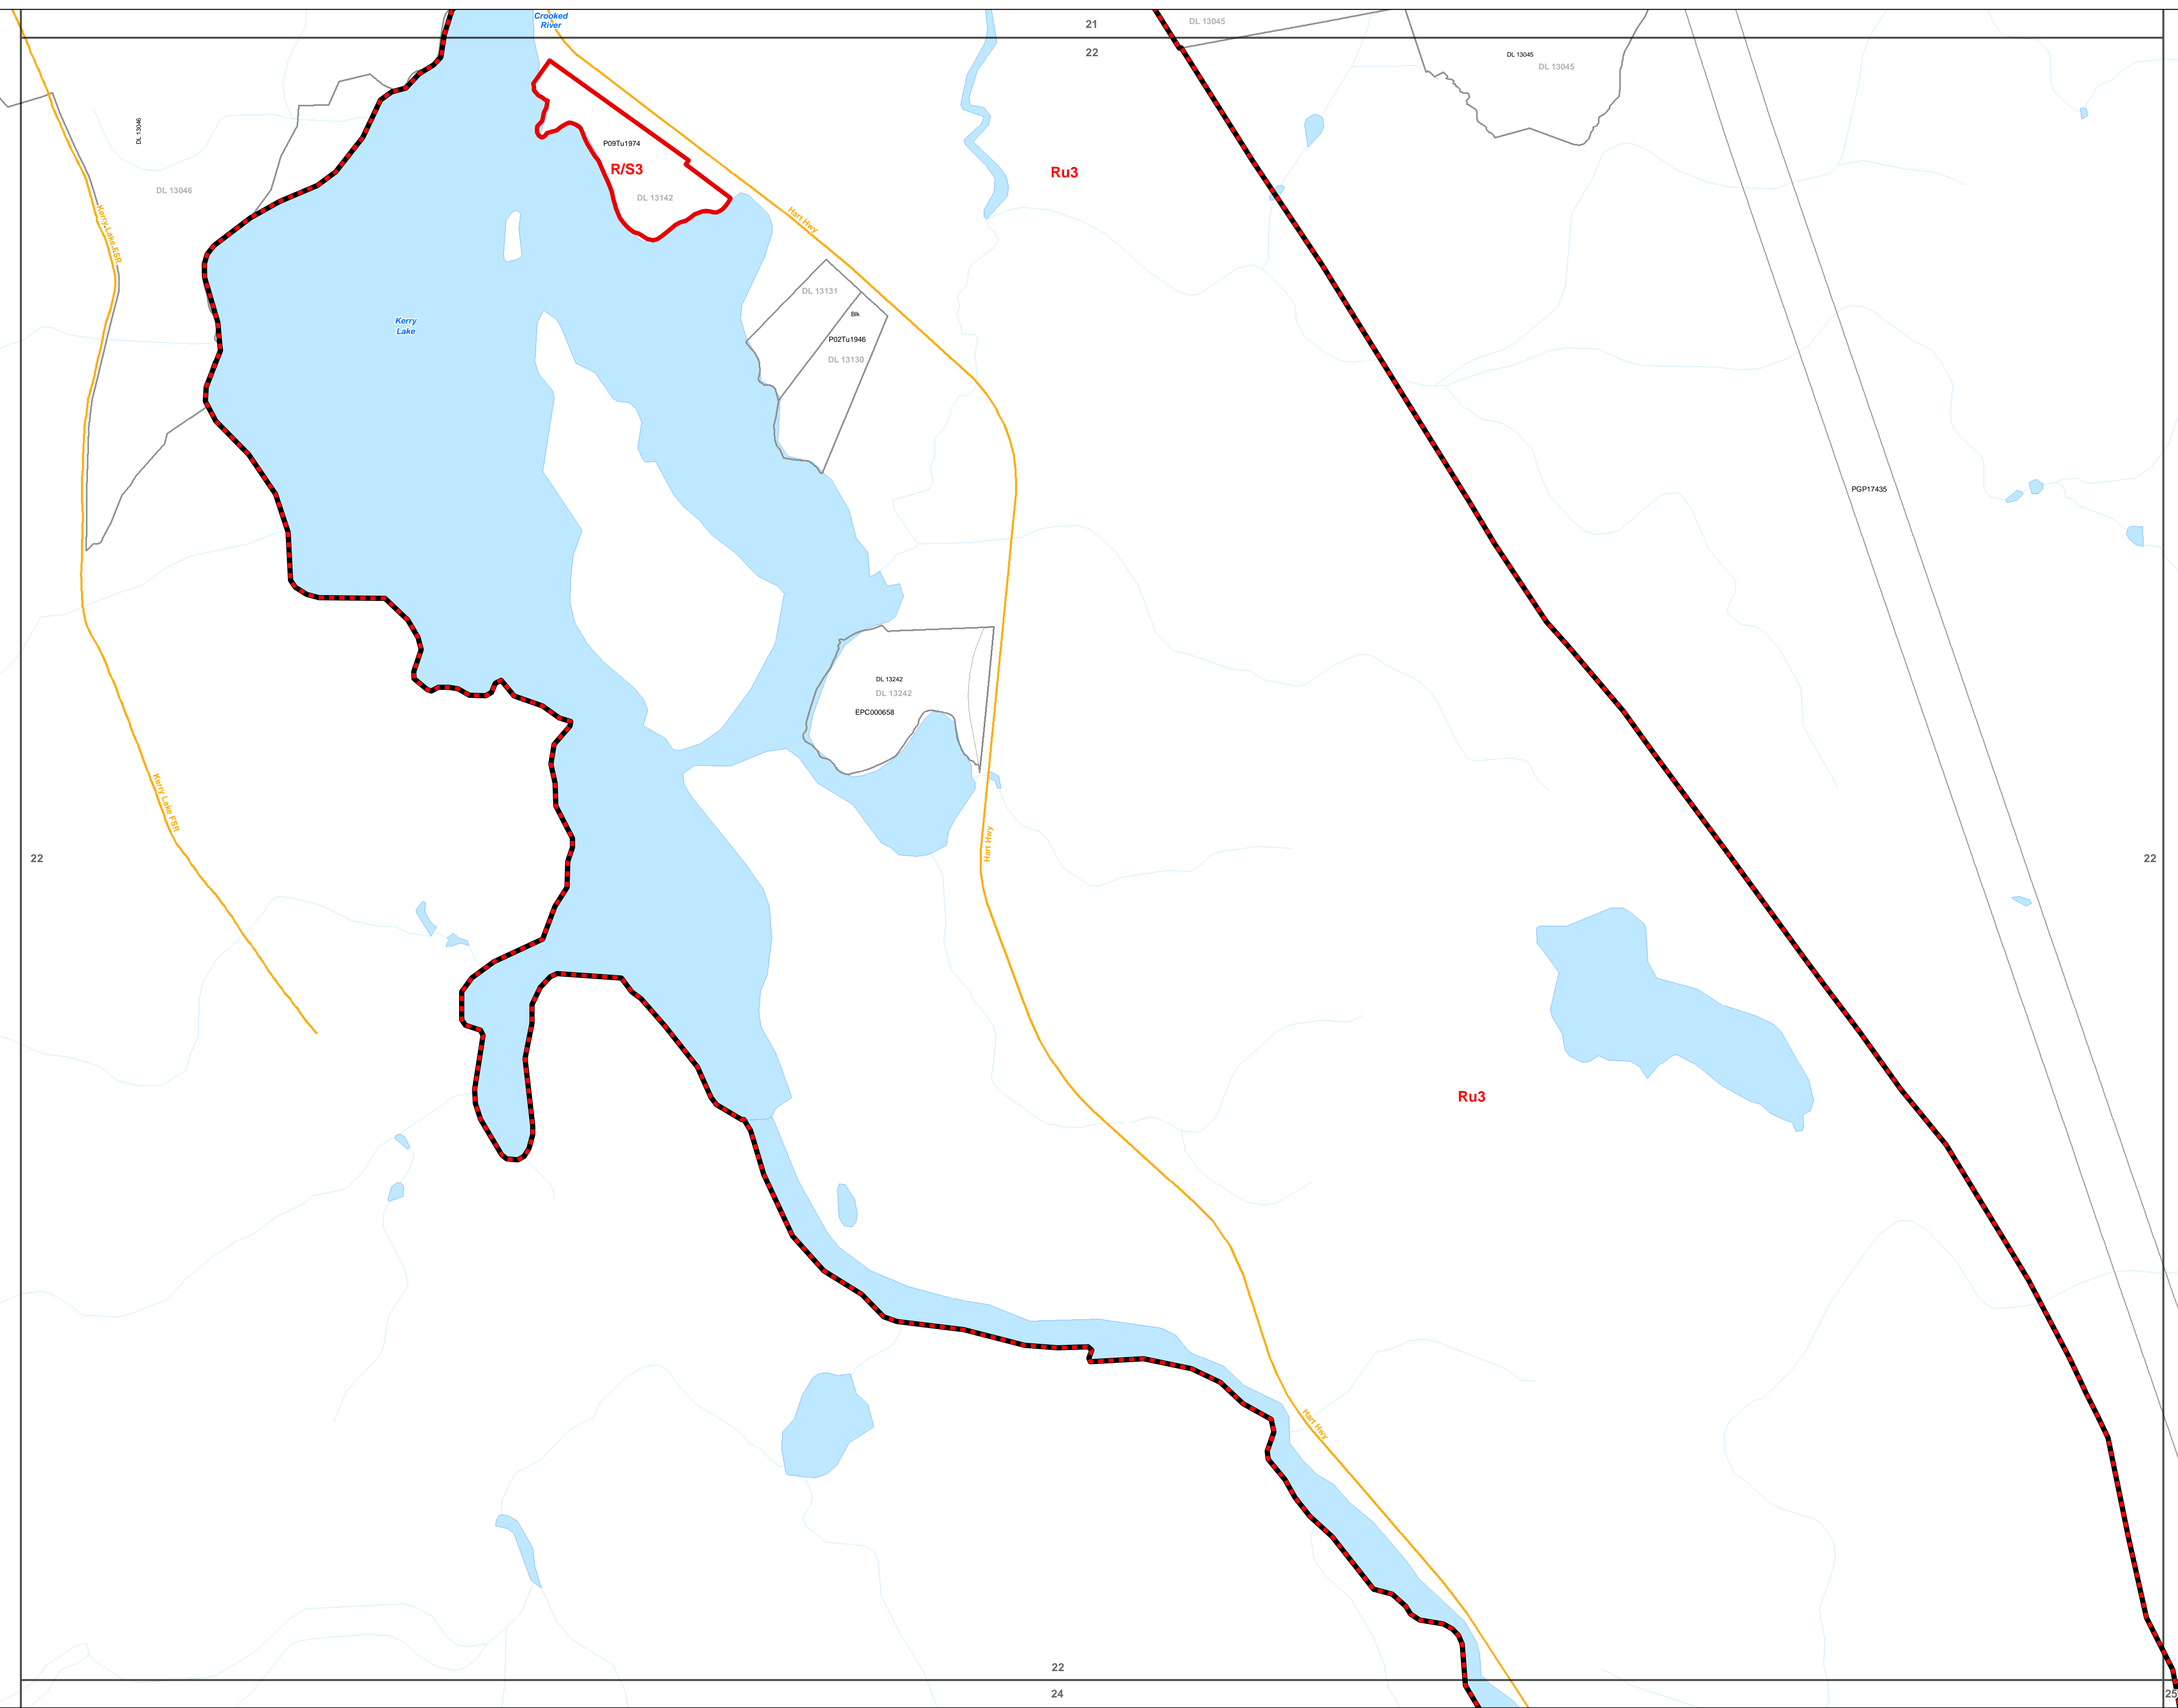 Crooked
River
21
DL 13045
22
DL 13045
DL 13045
DL 13046
P09Tu1974
R/S3
Ru3
DL 13046
DL 13142
Kerry Lake FSR
Hart Hwy
DL 13131
Blk
Kerry
Lake
P02Tu1946
DL 13130
PGP17435
DL 13242
DL 13242
EPC000658
Kerry Lake FSR
Hart Hwy
22
22
Ru3
Hart Hwy
22
24
25